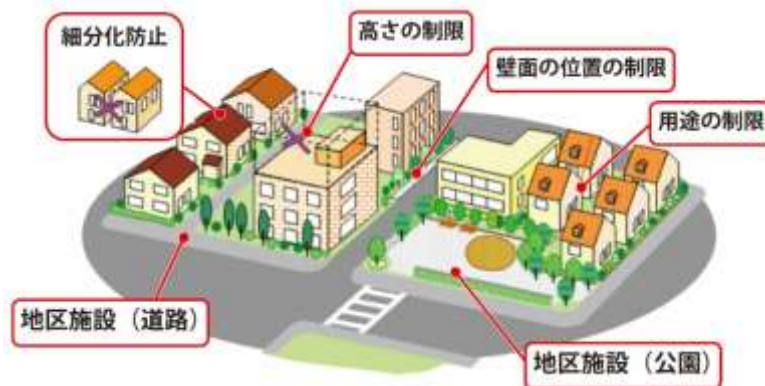 細分化防止
高さの制限
壁面の位置の制限
用途の制限
地区施設（道路）
地区施設（公園）